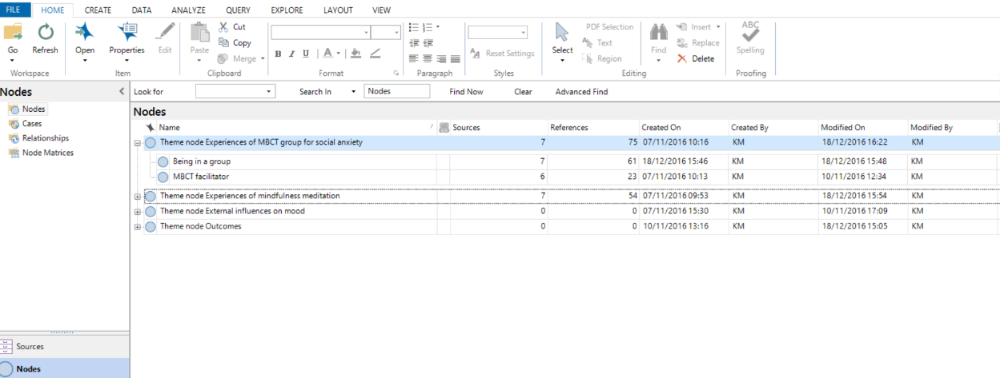 FILE HOME CREATE DATA ANALYZE QUERY EXPLORE LAYOUT VIEW
Go Refresh Open Properties Edit Paste Cut Copy Merge
B I U A
Reset Settings
Select PDF Selection Text Region
Find Insert Replace Delete
ABC Spelling
Workspace Item Clipboard Format Paragraph Styles Editing Proofing
Nodes
Nodes
Cases
Relationships
Node Matrices
Look for Search In Nodes Find Now Clear Advanced Find
Nodes
Name Sources References Created On Created By Modified On Modified By
Theme node Experiences of MBCT group for social anxiety 7 75 07/11/2016 10:16 KM 18/12/2016 16:22 KM
Being in a group 7 61 18/12/2016 15:46 KM 18/12/2016 15:48 KM
MBCT facilitator 6 23 07/11/2016 10:13 KM 10/11/2016 12:34 KM
Theme node Experiences of mindfulness meditation 7 54 07/11/2016 09:53 KM 18/12/2016 15:54 KM
Theme node External influences on mood 0 0 07/11/2016 15:30 KM 10/11/2016 17:09 KM
Theme node Outcomes 0 0 10/11/2016 13:16 KM 18/12/2016 15:05 KM
Sources
Nodes